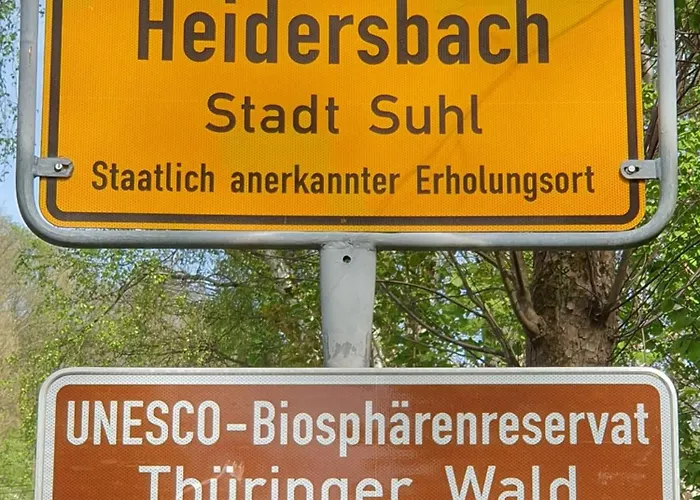 Heidersbach
Stadt Suhl
Staatlich anerkannter Erholungsort
UNESCO-Biosphärenreservat
Thüringer Wald